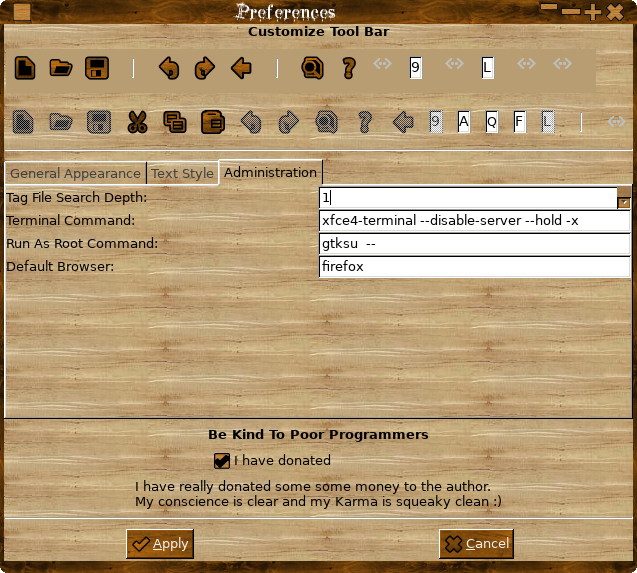 Preferences
Customize Tool Bar
9 L
9 A Q F L
General Appearance Text Style Administration
Tag File Search Depth: 1
Terminal Command: xfce4-terminal --disable-server --hold -x
Run As Root Command: gtksu --
Default Browser: firefox
Be Kind To Poor Programmers
I have donated
I have really donated some some money to the author.
My conscience is clear and my Karma is squeaky clean :)
Apply Cancel